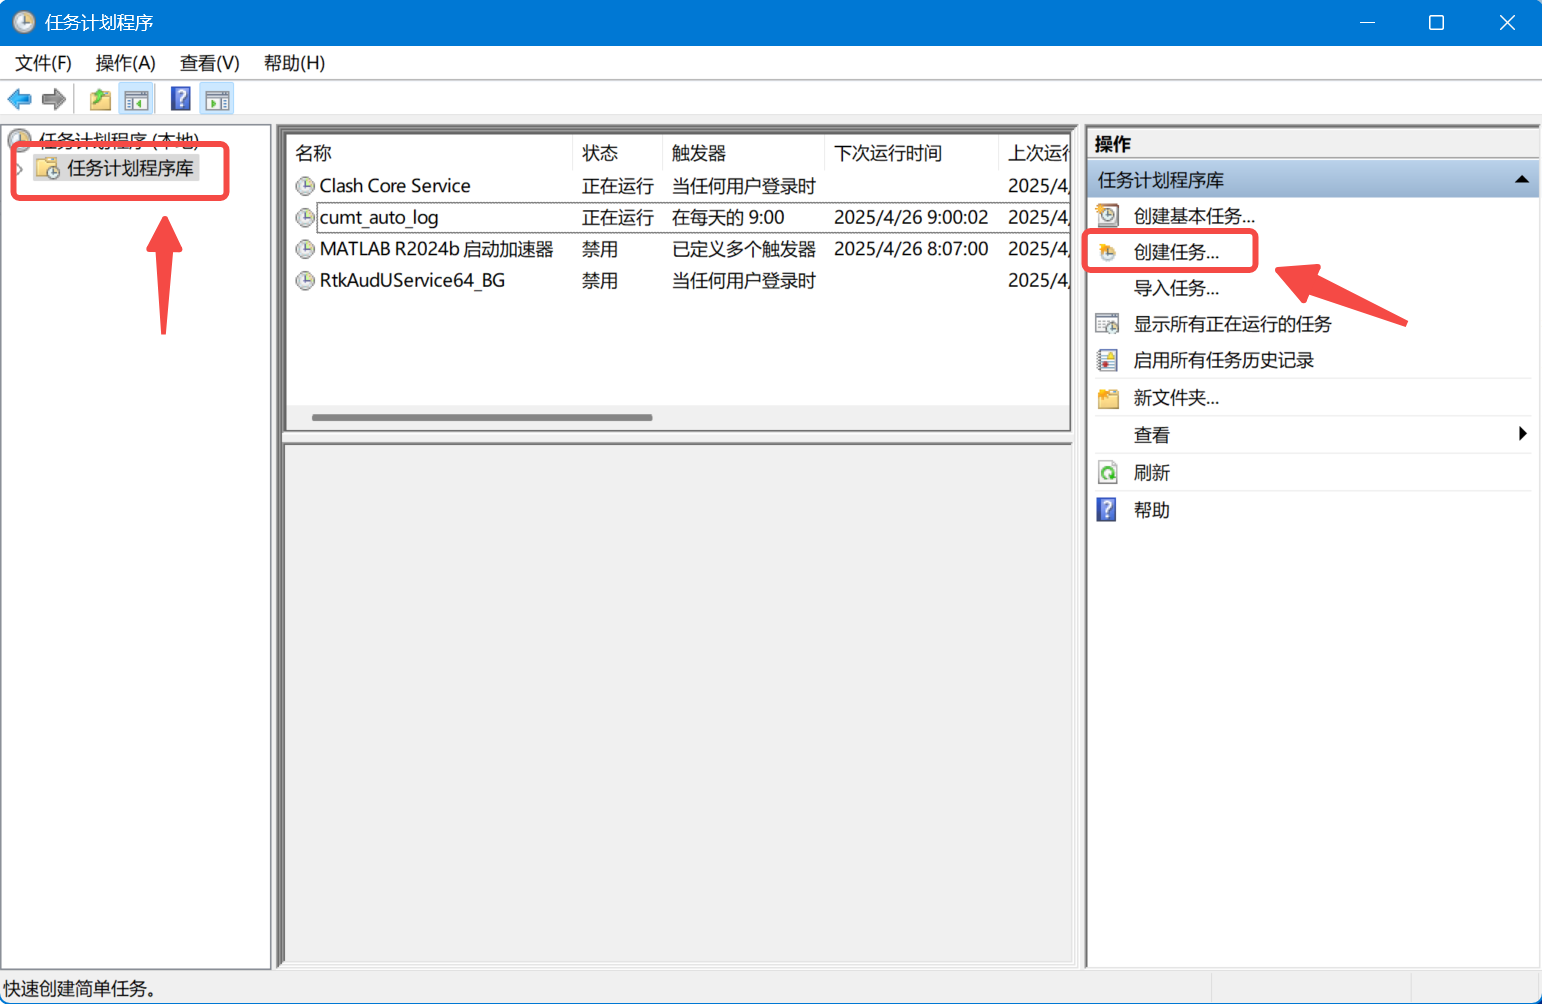 任务计划程序
文件(F) 操作(A) 查看(V) 帮助(H)
任务计划程序 (本地)
任务计划程序库
名称 状态 触发器 下次运行时间 上次运行
Clash Core Service 正在运行 当任何用户登录时 2025/4/
cumt_auto_log 正在运行 在每天的 9:00 2025/4/26 9:00:02 2025/4/
MATLAB R2024b 启动加速器 禁用 已定义多个触发器 2025/4/26 8:07:00 2025/4/
RtkAudUService64_BG 禁用 当任何用户登录时 2025/4/
操作
任务计划程序库
创建基本任务...
创建任务...
导入任务...
显示所有正在运行的任务
启用所有任务历史记录
新文件夹...
查看
刷新
帮助
快速创建简单任务。